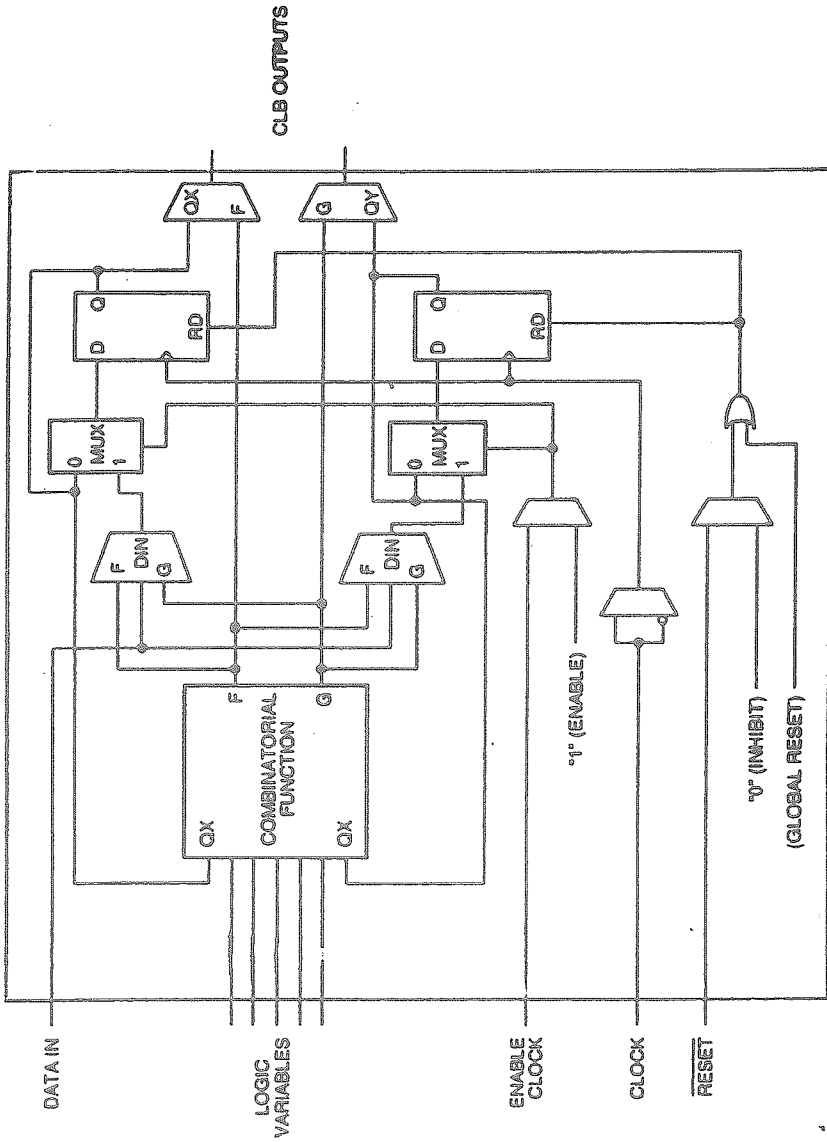 DATA IN
LOGIC
VARIABLES
ENABLE
CLOCK
CLOCK
RESET
QX
COMBINATORIAL
FUNCTION
QX
F
G
F
DIN
G
F
DIN
G
0
MUX
1
0
MUX
1
D
Q
RD
D
Q
RD
QX
F
G
QY
"1" (ENABLE)
"0" (INHIBIT)
(GLOBAL RESET)
CLB OUTPUTS